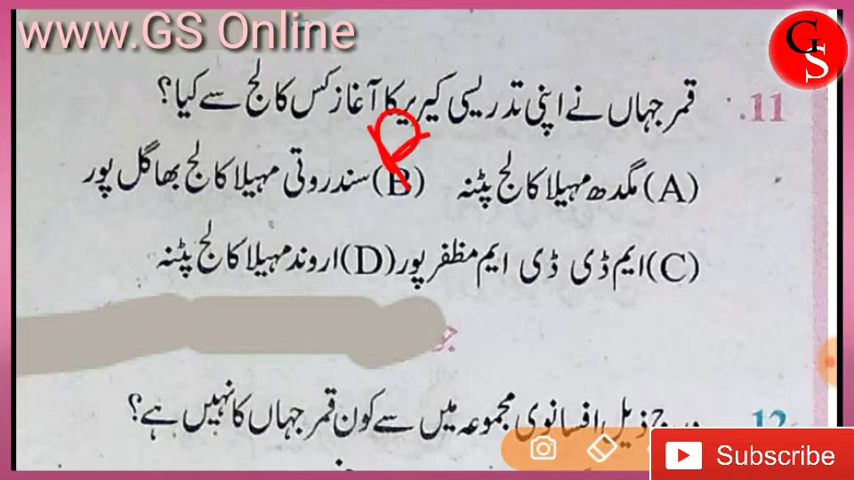 www.GS Online
GS
11. قمر جہاں نے اپنی تدریسی کیریر کا آغاز کس کالج سے کیا؟
(A) مگدھ مہیلا کالج پٹنہ (B) سندروتی مہیلا کالج بھاگل پور
(C) ایم ڈی ڈی ایم مظفر پور (D) اروند مہیلا کالج پٹنہ
12. درج ذیل افسانوی مجموعہ میں سے کون قمر جہاں کا نہیں ہے؟
Subscribe